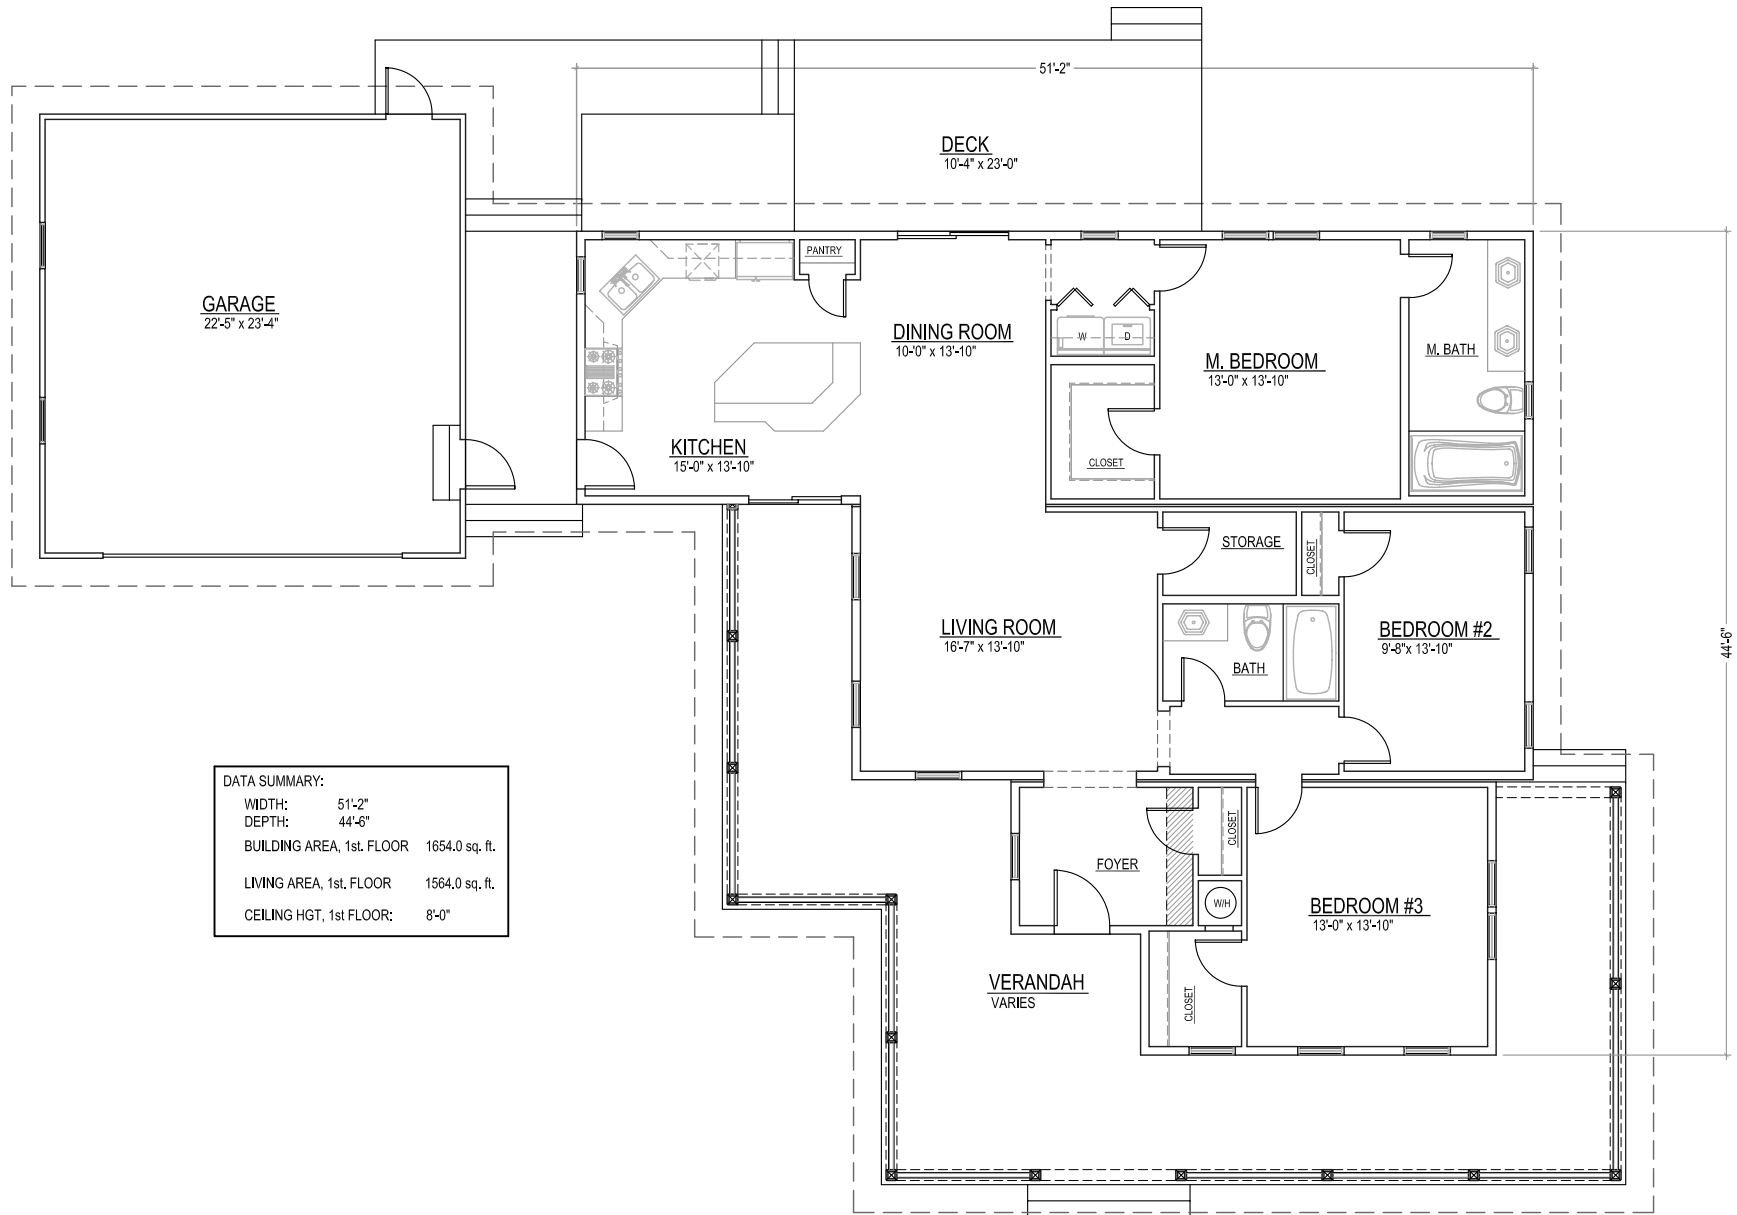 51'-2"
DECK
10'-4" x 23'-0"
PANTRY
GARAGE
22'-5" x 23'-4"
DINING ROOM
10-'0" x 13'-10"
W
D
M. BEDROOM
13'-0" x 13'-10"
M. BATH
KITCHEN
15'-0" x 13'-10"
CLOSET
STORAGE
CLOSET
LIVING ROOM
16'-7" x 13'-10"
BATH
BEDROOM #2
9'-8"x 13'-10"
44'-6"
DATA SUMMARY:
WIDTH: 51'-2"
DEPTH: 44'-6"
BUILDING AREA, 1st. FLOOR 1654.0 sq. ft.
LIVING AREA, 1st. FLOOR 1564.0 sq. ft.
CEILING HGT, 1st FLOOR: 8'-0"
FOYER
CLOSET
W/H
BEDROOM #3
13'-0" x 13'-10"
VERANDAH
VARIES
CLOSET